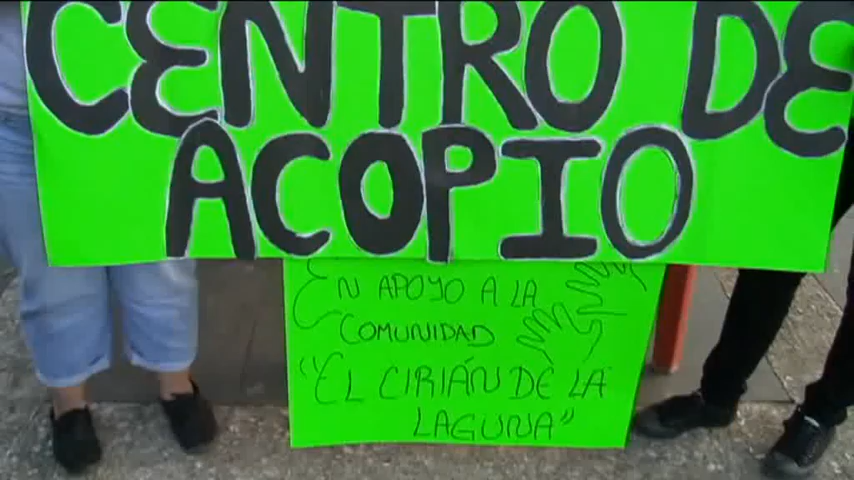 CENTRO DE
ACOPIO
EN APOYO A LA
COMUNIDAD
"EL CIRIÁN DE LA
LAGUNA"